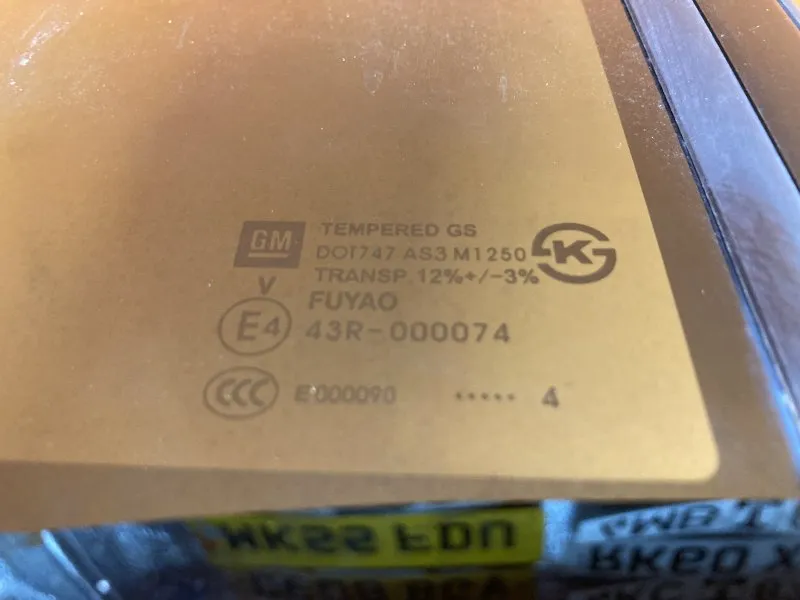 GM
TEMPERED GS
DOT747 AS3 M1250
TRANSP. 12%+/-3%
V
FUYAO
E4
43R-000074
CCC
E000090 ••••• 4
K